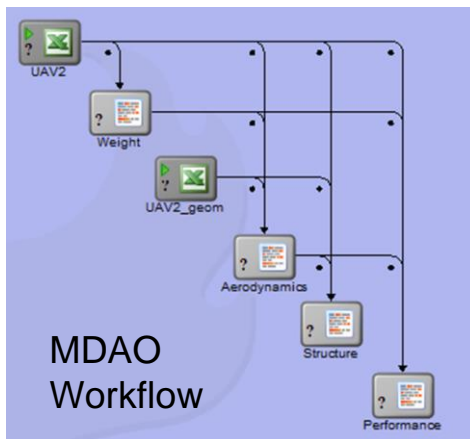 ?
UAV2
?
Weight
?
UAV2_geom
?
Aerodynamics
?
Structure
?
Performance
MDAO
Workflow